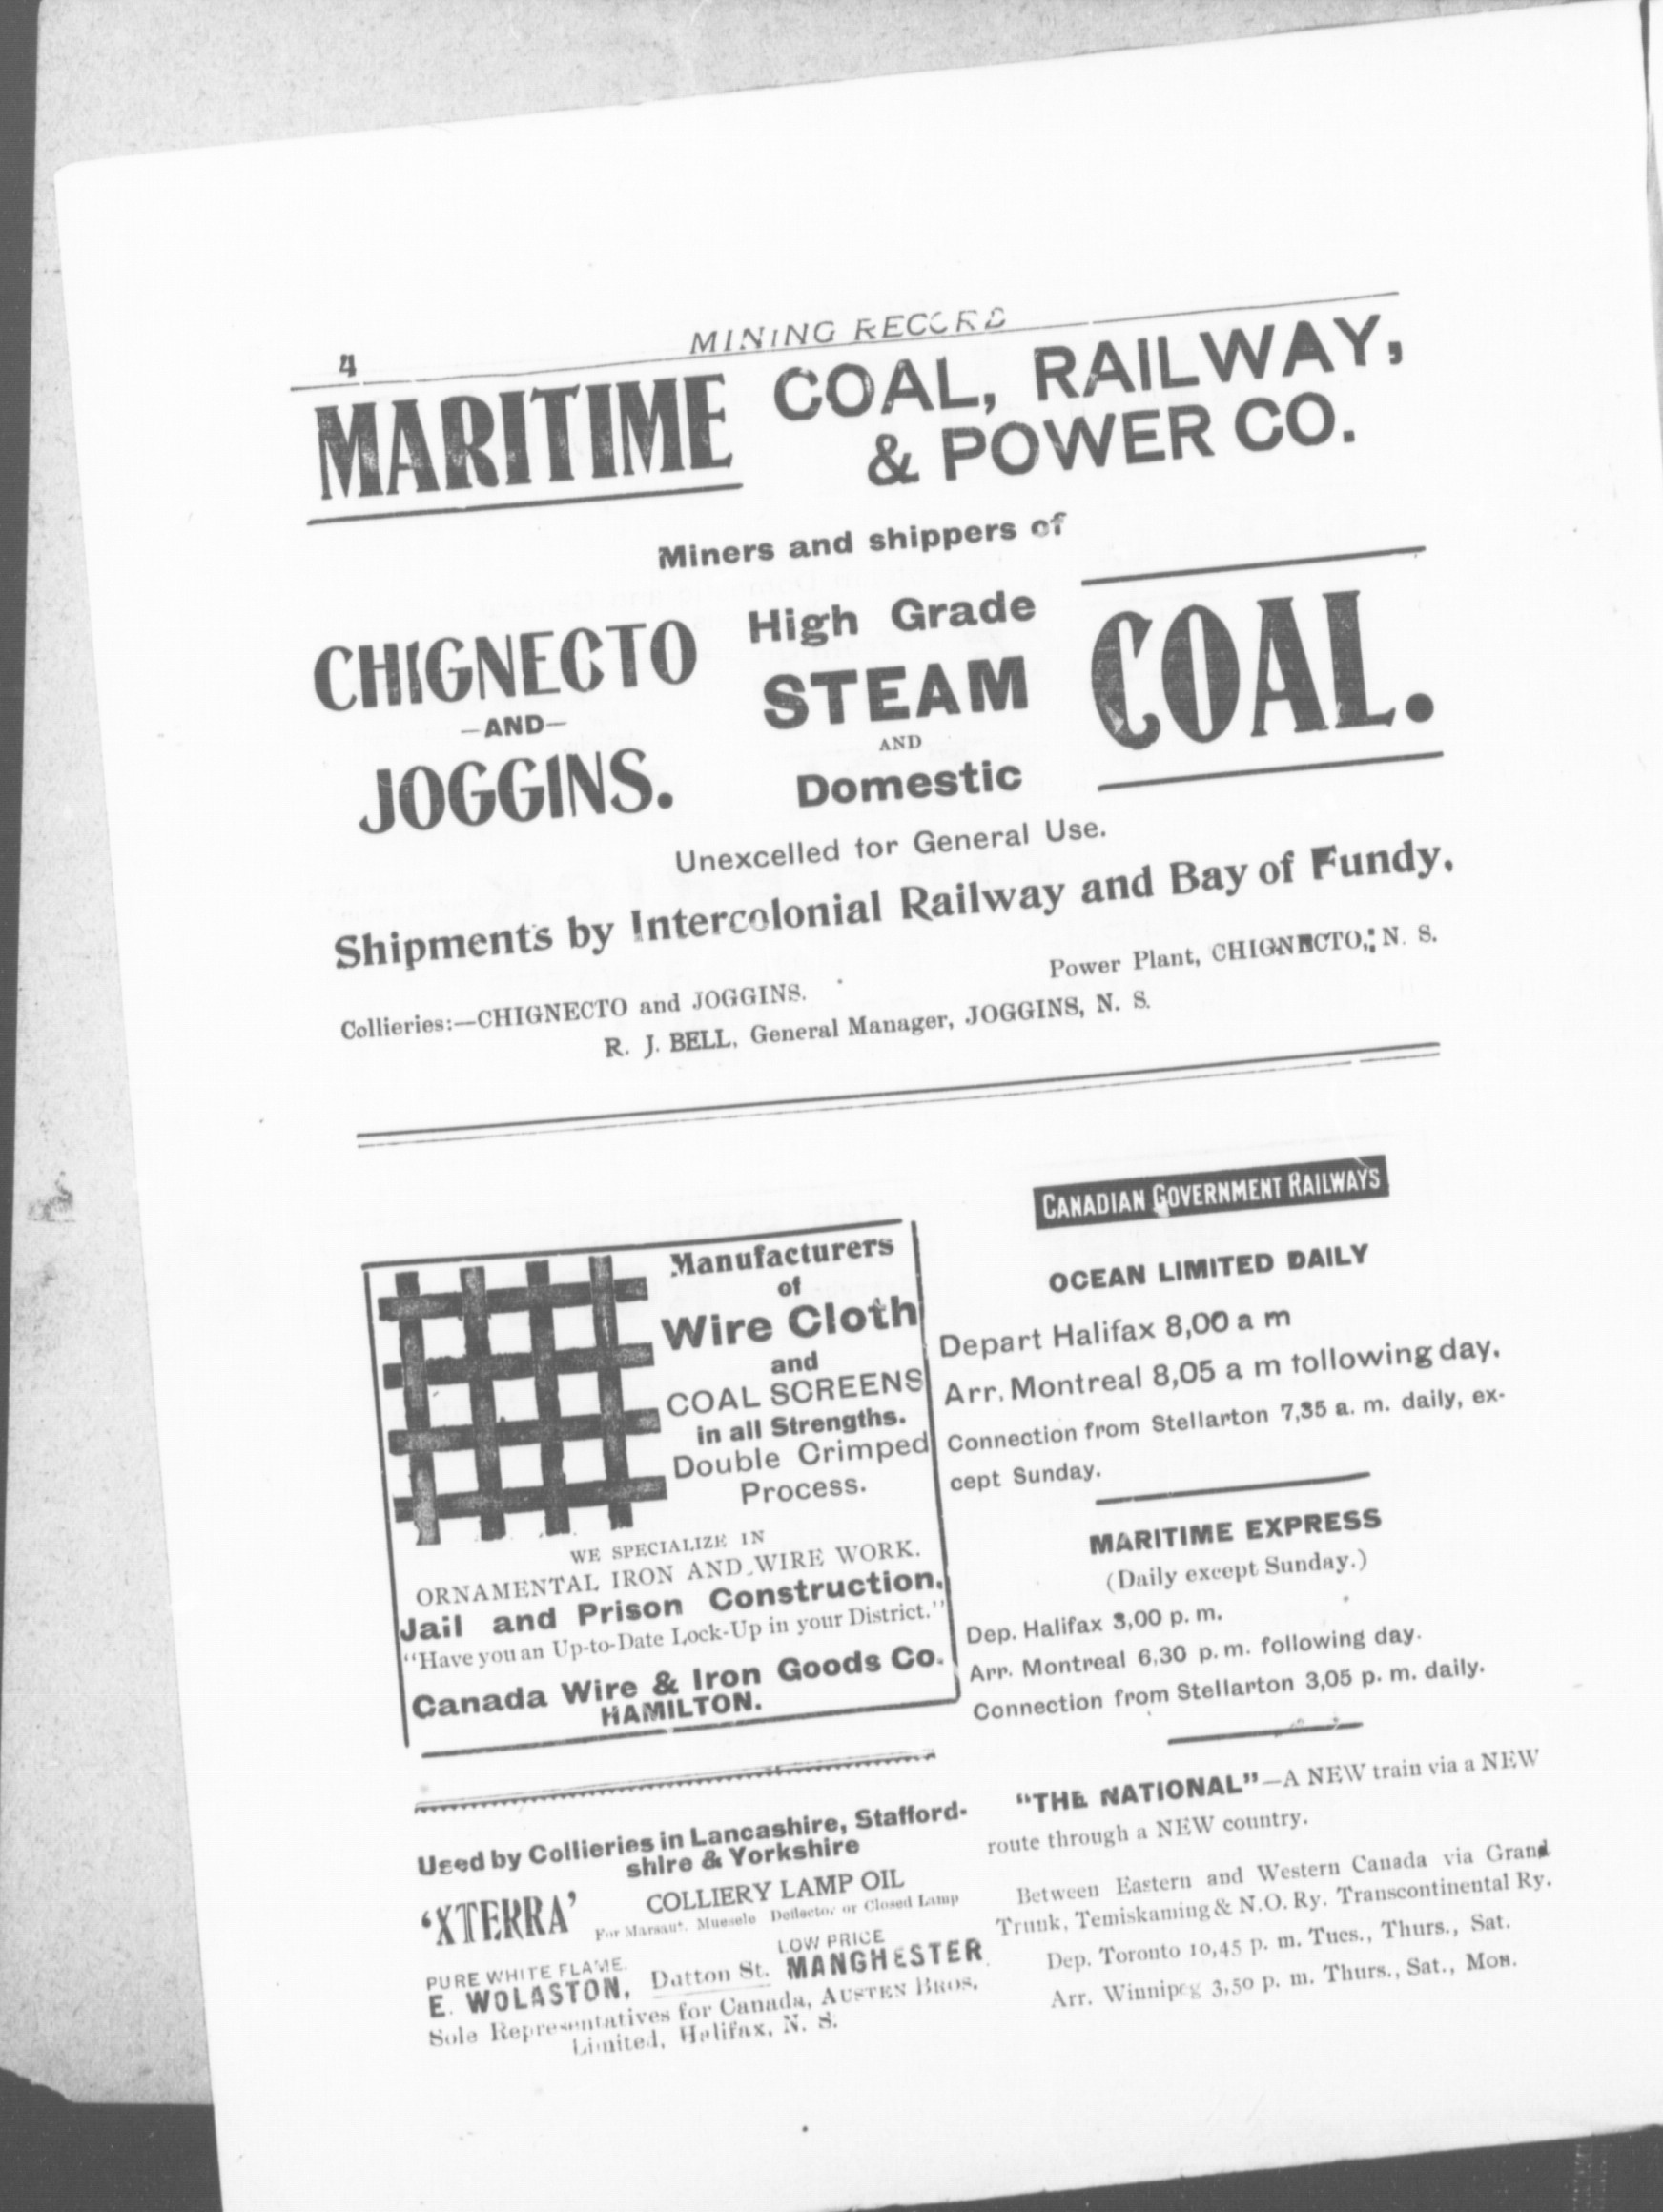 4
MINING RECORD
MARITIME COAL, RAILWAY,
& POWER CO.
Miners and shippers of
CHIGNECTO
—AND—
JOGGINS.
High Grade
STEAM
AND
Domestic
COAL.
Unexcelled for General Use.
Shipments by Intercolonial Railway and Bay of Fundy.
Collieries:—CHIGNECTO and JOGGINS.
Power Plant, CHIGNECTO, N. S.
R. J. BELL, General Manager, JOGGINS, N. S.
Manufacturers
of
Wire Cloth
and
COAL SCREENS
in all Strengths.
Double Crimped
Process.
WE SPECIALIZE IN
ORNAMENTAL IRON AND WIRE WORK.
Jail and Prison Construction.
"Have you an Up-to-Date Lock-Up in your District."
Canada Wire & Iron Goods Co.
HAMILTON.
Used by Collieries in Lancashire, Stafford-
shire & Yorkshire
'XTERRA' COLLIERY LAMP OIL
For Marsaut, Muesele Deflector or Closed Lamp
PURE WHITE FLAME. LOW PRICE
E. WOLASTON, Dutton St. MANGHESTER
Sole Representatives for Canada, AUSTEN BROS.
Limited, Halifax, N. S.
CANADIAN GOVERNMENT RAILWAYS
OCEAN LIMITED DAILY
Depart Halifax 8,00 a m
Arr. Montreal 8,05 a m following day.
Connection from Stellarton 7,35 a. m. daily, ex-
cept Sunday.
MARITIME EXPRESS
(Daily except Sunday.)
Dep. Halifax 3,00 p. m.
Arr. Montreal 6,30 p. m. following day.
Connection from Stellarton 3,05 p. m. daily.
"THE NATIONAL"—A NEW train via a NEW
route through a NEW country.
Between Eastern and Western Canada via Grand
Trunk, Temiskaming & N.O. Ry. Transcontinental Ry.
Dep. Toronto 10,45 p. m. Tues., Thurs., Sat.
Arr. Winnipeg 3,50 p. m. Thurs., Sat., Mon.